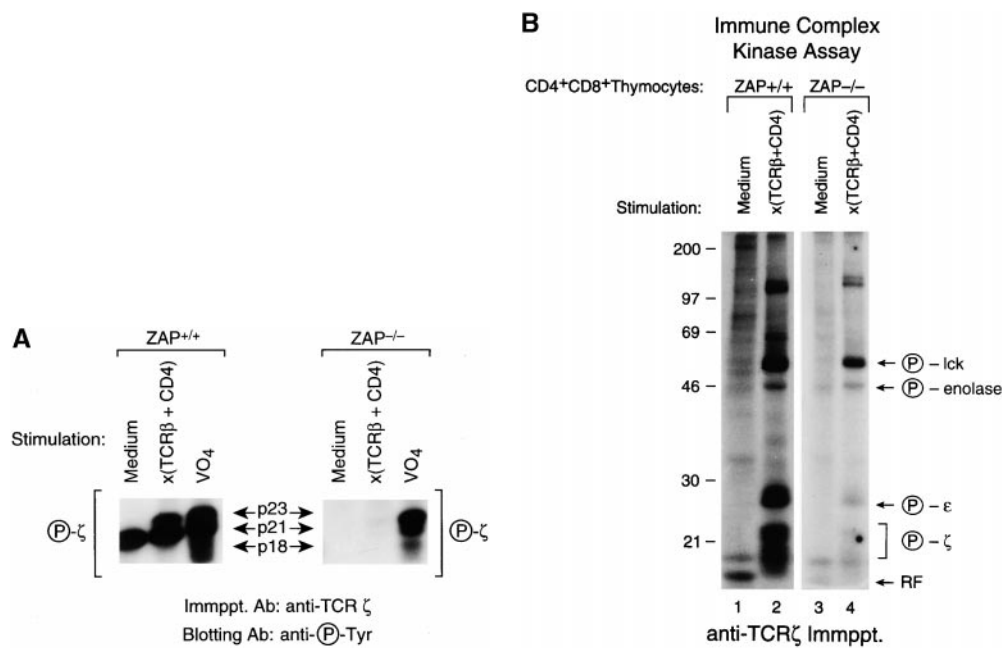 A
ZAP+/+
ZAP–/–
Stimulation:
Medium
x(TCRβ + CD4)
VO4
Medium
x(TCRβ + CD4)
VO4
Ⓟ-ζ
p23
p21
p18
Ⓟ-ζ
Immppt. Ab: anti-TCR ζ
Blotting Ab: anti-Ⓟ-Tyr
B
Immune Complex
Kinase Assay
CD4+CD8+Thymocytes:
ZAP+/+
ZAP–/–
Stimulation:
Medium
x(TCRβ+CD4)
Medium
x(TCRβ+CD4)
200
97
69
46
30
21
Ⓟ – lck
Ⓟ – enolase
Ⓟ – ε
Ⓟ – ζ
RF
1 2 3 4
anti-TCRζ Immppt.